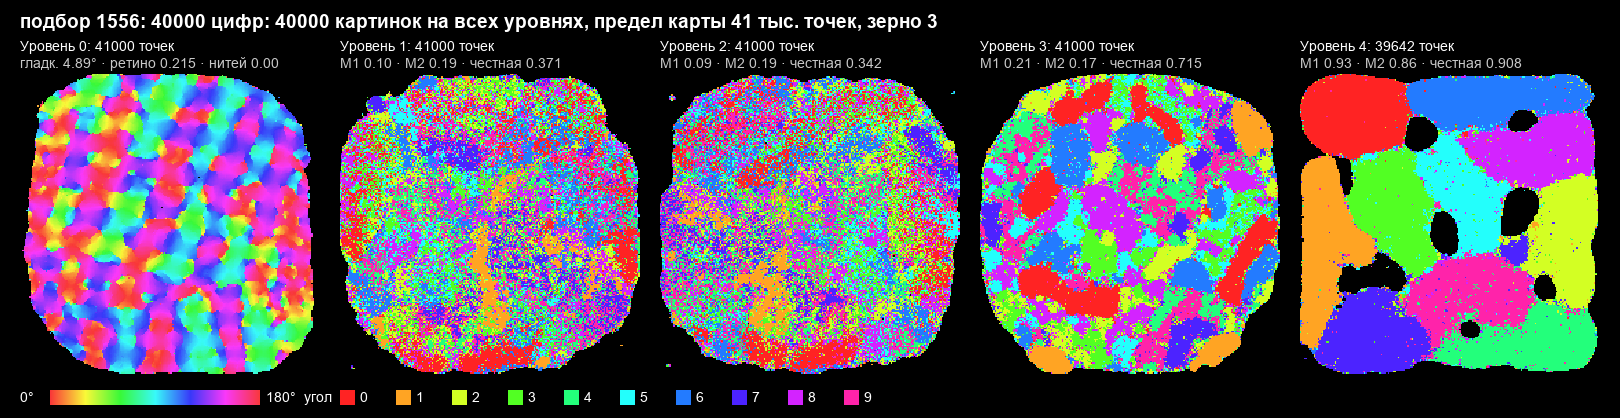 подбор 1556: 40000 цифр: 40000 картинок на всех уровнях, предел карты 41 тыс. точек, зерно 3
Уровень 0: 41000 точек
гладк. 4.89° · ретино 0.215 · нитей 0.00
Уровень 1: 41000 точек
М1 0.10 · М2 0.19 · честная 0.371
Уровень 2: 41000 точек
М1 0.09 · М2 0.19 · честная 0.342
Уровень 3: 41000 точек
М1 0.21 · М2 0.17 · честная 0.715
Уровень 4: 39642 точек
М1 0.93 · М2 0.86 · честная 0.908
0° 180° угол 0 1 2 3 4 5 6 7 8 9